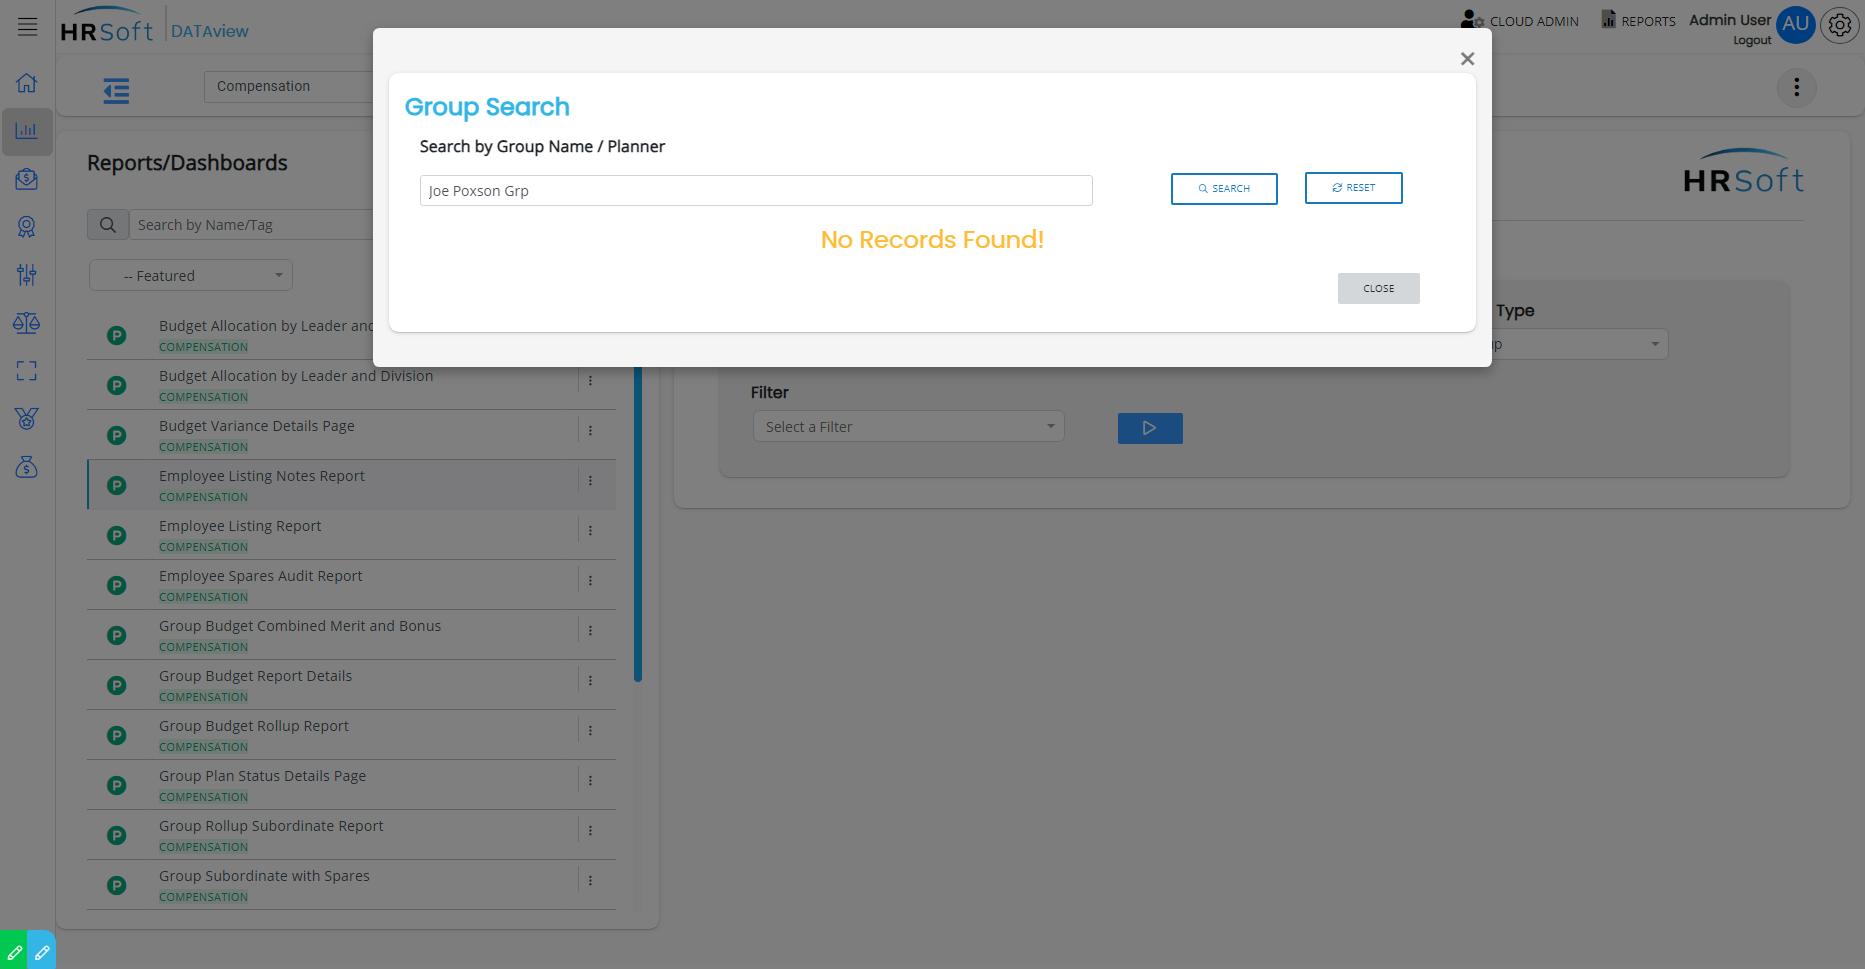 HRSoft
DATAview
CLOUD ADMIN
REPORTS
Admin User
Logout
AU
Compensation
×
Group Search
Search by Group Name / Planner
Joe Poxson Grp
SEARCH
RESET
No Records Found!
CLOSE
Reports/Dashboards
Search by Name/Tag
-- Featured
P
Budget Allocation by Leader and
COMPENSATION
P
Budget Allocation by Leader and Division
COMPENSATION
P
Budget Variance Details Page
COMPENSATION
P
Employee Listing Notes Report
COMPENSATION
P
Employee Listing Report
COMPENSATION
P
Employee Spares Audit Report
COMPENSATION
P
Group Budget Combined Merit and Bonus
COMPENSATION
P
Group Budget Report Details
COMPENSATION
P
Group Budget Rollup Report
COMPENSATION
P
Group Plan Status Details Page
COMPENSATION
P
Group Rollup Subordinate Report
COMPENSATION
P
Group Subordinate with Spares
COMPENSATION
HRSoft
Type
Filter
Select a Filter